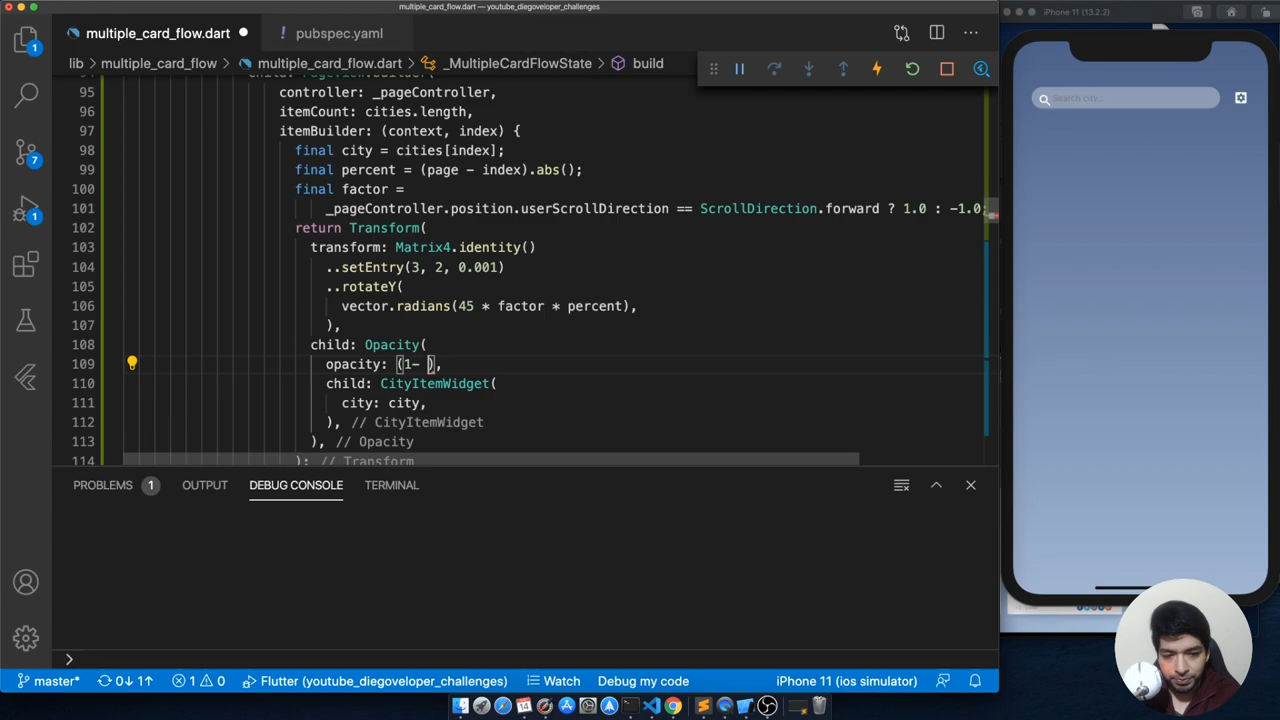 multiple_card_flow.dart — youtube_diegoveloper_challenges
iPhone 11 (13.2.2)
multiple_card_flow.dart
pubspec.yaml
lib
multiple_card_flow
multiple_card_flow.dart
_MultipleCardFlowState
build
95 controller: _pageController,
96 itemCount: cities.length,
97 itemBuilder: (context, index) {
98 final city = cities[index];
99 final percent = (page - index).abs();
100 final factor =
101 _pageController.position.userScrollDirection == ScrollDirection.forward ? 1.0 : -1.0;
102 return Transform(
103 transform: Matrix4.identity()
104 ..setEntry(3, 2, 0.001)
105 ..rotateY(
106 vector.radians(45 * factor * percent),
107 ),
108 child: Opacity(
109 opacity: (1- ),
110 child: CityItemWidget(
111 city: city,
112 ), // CityItemWidget
113 ), // Opacity
114 ); // Transform
Search city...
1
7
1
PROBLEMS 1 OUTPUT DEBUG CONSOLE TERMINAL
master* 0↓ 1↑ 1 0 Flutter (youtube_diegoveloper_challenges) Watch Debug my code iPhone 11 (ios simulator)
14